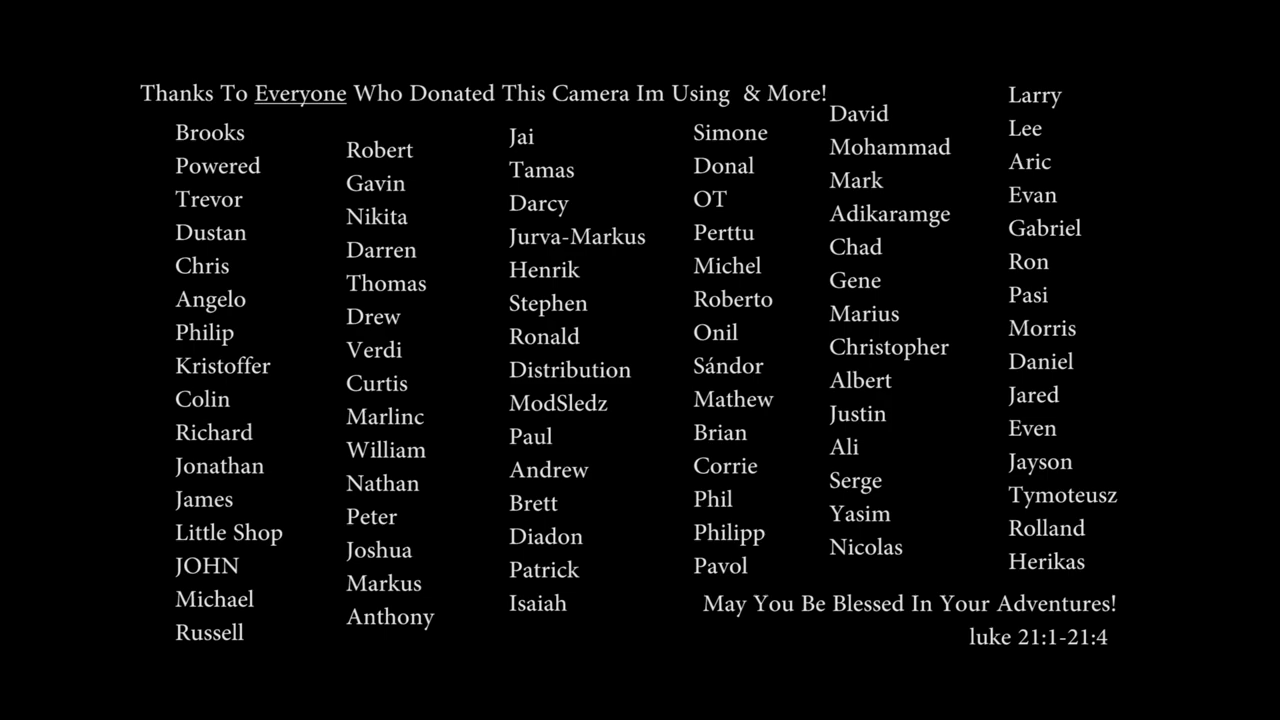 Thanks To Everyone Who Donated This Camera Im Using & More!
Brooks
Powered
Trevor
Dustan
Chris
Angelo
Philip
Kristoffer
Colin
Richard
Jonathan
James
Little Shop
JOHN
Michael
Russell
Robert
Gavin
Nikita
Darren
Thomas
Drew
Verdi
Curtis
Marlinc
William
Nathan
Peter
Joshua
Markus
Anthony
Jai
Tamas
Darcy
Jurva-Markus
Henrik
Stephen
Ronald
Distribution
ModSledz
Paul
Andrew
Brett
Diadon
Patrick
Isaiah
Simone
Donal
OT
Perttu
Michel
Roberto
Onil
Sándor
Mathew
Brian
Corrie
Phil
Philipp
Pavol
David
Mohammad
Mark
Adikaramge
Chad
Gene
Marius
Christopher
Albert
Justin
Ali
Serge
Yasim
Nicolas
Larry
Lee
Aric
Evan
Gabriel
Ron
Pasi
Morris
Daniel
Jared
Even
Jayson
Tymoteusz
Rolland
Herikas
May You Be Blessed In Your Adventures!
luke 21:1-21:4